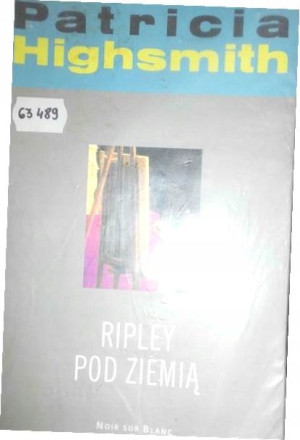 Patricia
Highsmith
63 489
RIPLEY
POD ZIEMIĄ
NOIR SUR BLANC